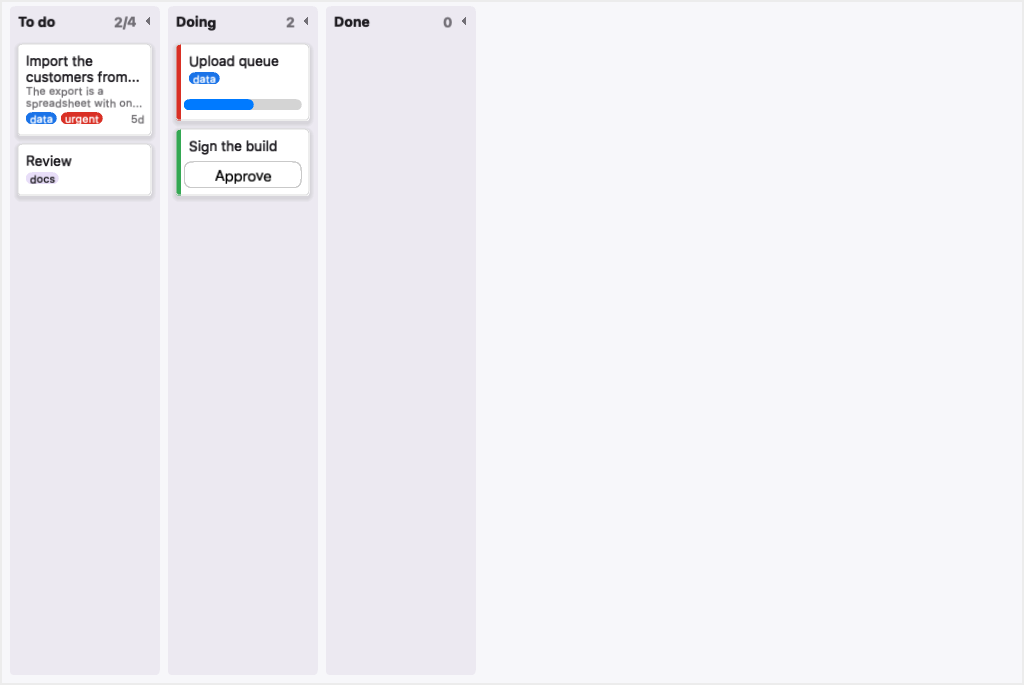 To do 2/4
Import the
customers from...
The export is a
spreadsheet with on...
data urgent 5d
Review
docs
Doing 2
Upload queue
data
Sign the build
Approve
Done 0